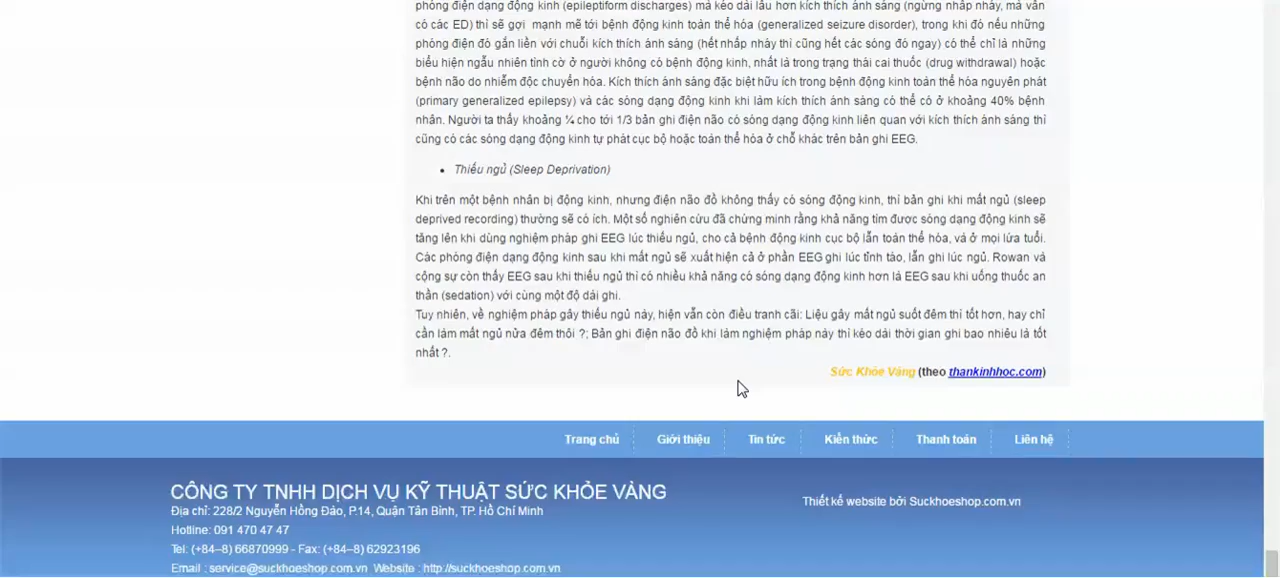 phóng điện dạng động kinh (epileptiform discharges) mà kéo dài lâu hơn kích thích ánh sáng (ngừng nhấp nháy, mà vẫn
có các ED) thì sẽ gợi mạnh mẽ tới bệnh động kinh toàn thể hóa (generalized seizure disorder), trong khi đó nếu những
phóng điện đó gắn liền với chuỗi kích thích ánh sáng (hết nhấp nháy thì cũng hết các sóng đó ngay) có thể chỉ là những
biểu hiện ngẫu nhiên tình cờ ở người không có bệnh động kinh, nhất là trong trạng thái cai thuốc (drug withdrawal) hoặc
bệnh não do nhiễm độc chuyển hóa. Kích thích ánh sáng đặc biệt hữu ích trong bệnh động kinh toàn thể hóa nguyên phát
(primary generalized epilepsy) và các sóng dạng động kinh khi làm kích thích ánh sáng có thể có ở khoảng 40% bệnh
nhân. Người ta thấy khoảng ¼ cho tới 1/3 bản ghi điện não có sóng dạng động kinh liên quan với kích thích ánh sáng thì
cũng có các sóng dạng động kinh tự phát cục bộ hoặc toàn thể hóa ở chỗ khác trên bản ghi EEG.
• Thiếu ngủ (Sleep Deprivation)
Khi trên một bệnh nhân bị động kinh, nhưng điện não đồ không thấy có sóng động kinh, thì bản ghi khi mất ngủ (sleep
deprived recording) thường sẽ có ích. Một số nghiên cứu đã chứng minh rằng khả năng tìm được sóng dạng động kinh sẽ
tăng lên khi dùng nghiệm pháp ghi EEG lúc thiếu ngủ, cho cả bệnh động kinh cục bộ lẫn toàn thể hóa, và ở mọi lứa tuổi.
Các phóng điện dạng động kinh sau khi mất ngủ sẽ xuất hiện cả ở phần EEG ghi lúc tỉnh táo, lẫn ghi lúc ngủ. Rowan và
cộng sự còn thấy EEG sau khi thiếu ngủ thì có nhiều khả năng có sóng dạng động kinh hơn là EEG sau khi uống thuốc an
thần (sedation) với cùng một độ dài ghi.
Tuy nhiên, về nghiệm pháp gây thiếu ngủ này, hiện vẫn còn điều tranh cãi: Liệu gây mất ngủ suốt đêm thì tốt hơn, hay chỉ
cần làm mất ngủ nửa đêm thôi ?; Bản ghi điện não đồ khi làm nghiệm pháp này thì kéo dài thời gian ghi bao nhiêu là tốt
nhất ?.
Sức Khỏe Vàng (theo thankinhhoc.com)
Trang chủ Giới thiệu Tin tức Kiến thức Thanh toán Liên hệ
CÔNG TY TNHH DỊCH VỤ KỸ THUẬT SỨC KHỎE VÀNG
Địa chỉ: 228/2 Nguyễn Hồng Đào, P.14, Quận Tân Bình, TP. Hồ Chí Minh
Thiết kế website bởi Suckhoeshop.com.vn
Hotline: 091 470 47 47
Tel: (+84–8) 66870999 - Fax: (+84–8) 62923196
Email : service@suckhoeshop.com.vn Website : http://suckhoeshop.com.vn